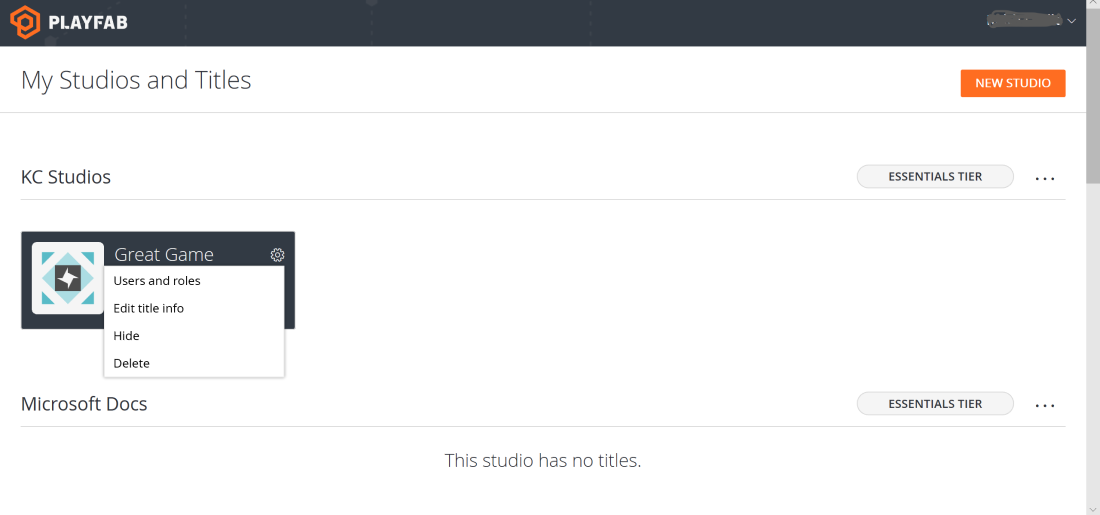 PLAYFAB
My Studios and Titles
NEW STUDIO
KC Studios
ESSENTIALS TIER
...
Great Game
Users and roles
Edit title info
Hide
Delete
Microsoft Docs
ESSENTIALS TIER
...
This studio has no titles.